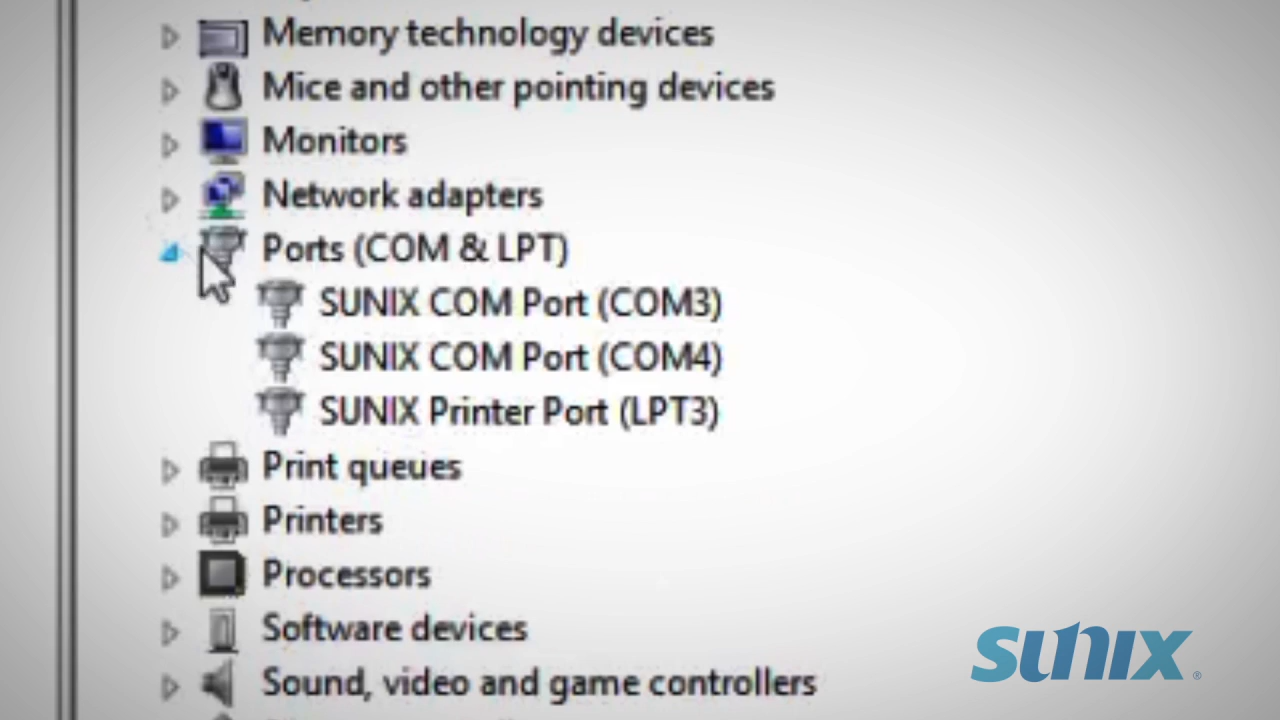 Memory technology devices
Mice and other pointing devices
Monitors
Network adapters
Ports (COM & LPT)
SUNIX COM Port (COM3)
SUNIX COM Port (COM4)
SUNIX Printer Port (LPT3)
Print queues
Printers
Processors
Software devices
Sound, video and game controllers
SUNIX®